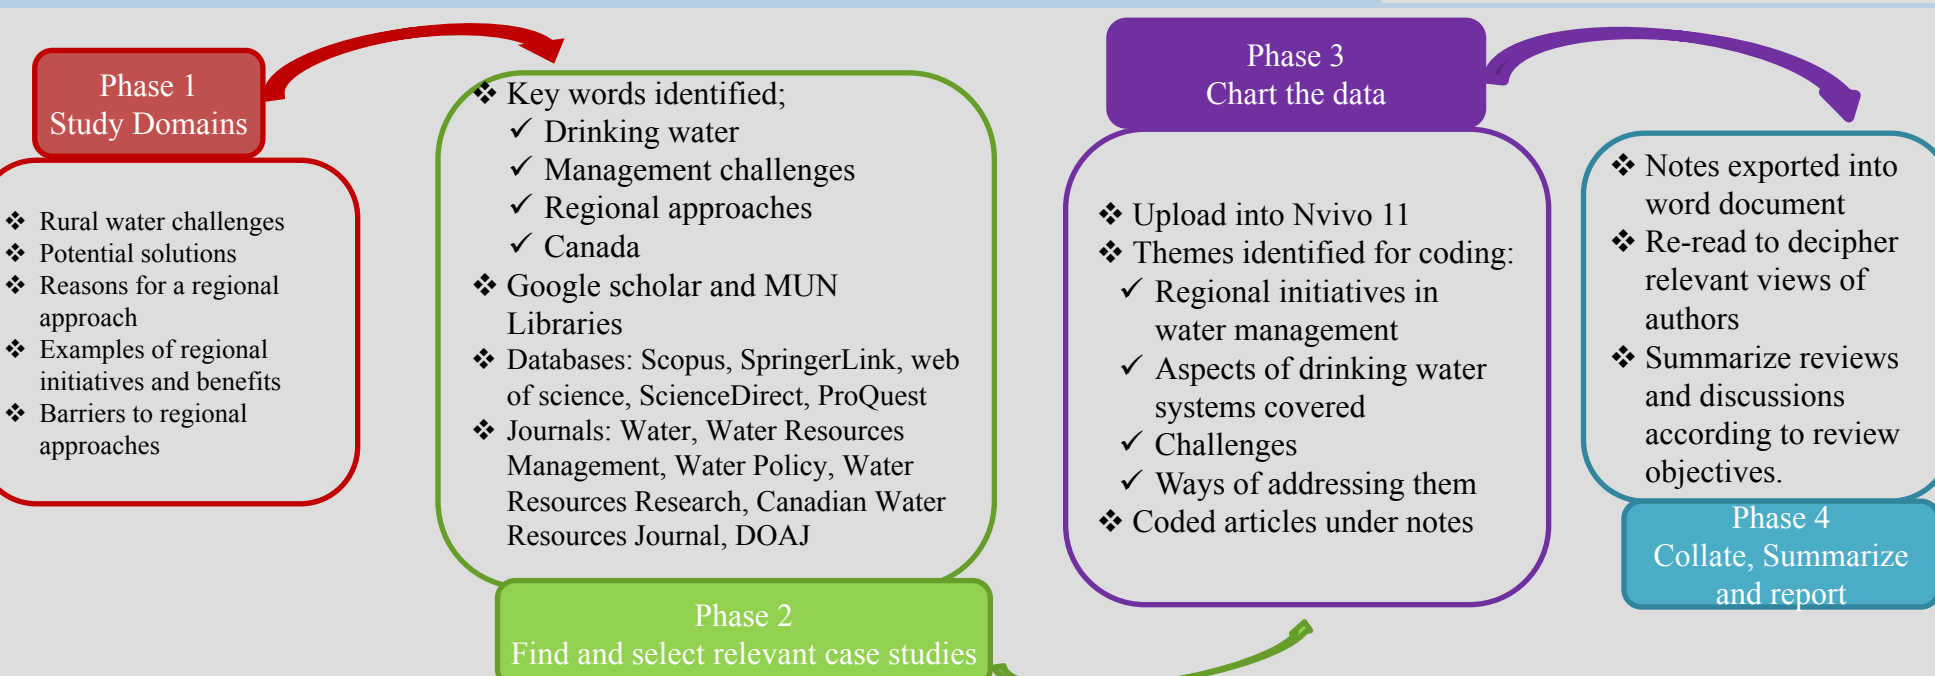 Phase 1
Study Domains
❖ Rural water challenges
❖ Potential solutions
❖ Reasons for a regional
approach
❖ Examples of regional
initiatives and benefits
❖ Barriers to regional
approaches
❖ Key words identified;
✓ Drinking water
✓ Management challenges
✓ Regional approaches
✓ Canada
❖ Google scholar and MUN
Libraries
❖ Databases: Scopus, SpringerLink, web
of science, ScienceDirect, ProQuest
❖ Journals: Water, Water Resources
Management, Water Policy, Water
Resources Research, Canadian Water
Resources Journal, DOAJ
Phase 2
Find and select relevant case studies
Phase 3
Chart the data
❖ Upload into Nvivo 11
❖ Themes identified for coding:
✓ Regional initiatives in
water management
✓ Aspects of drinking water
systems covered
✓ Challenges
✓ Ways of addressing them
❖ Coded articles under notes
❖ Notes exported into
word document
❖ Re-read to decipher
relevant views of
authors
❖ Summarize reviews
and discussions
according to review
objectives.
Phase 4
Collate, Summarize
and report